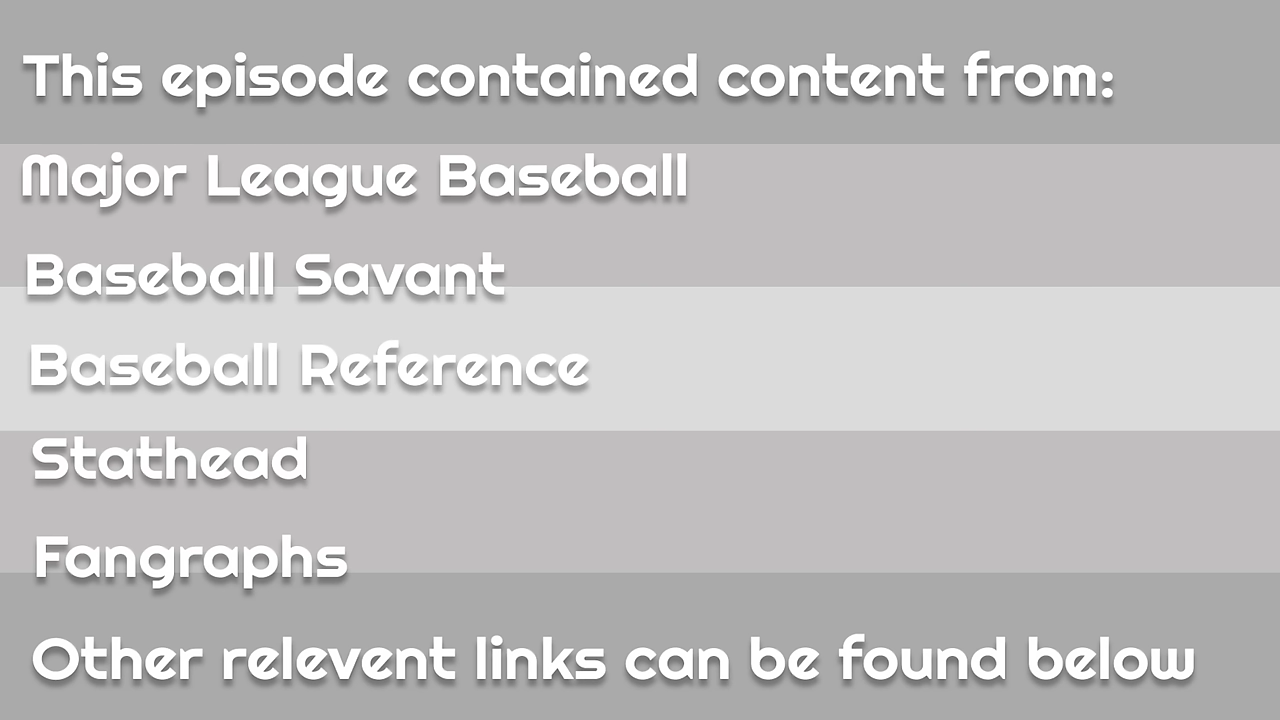 This episode contained content from:
Major League Baseball
Baseball Savant
Baseball Reference
Stathead
Fangraphs
Other relevent links can be found below